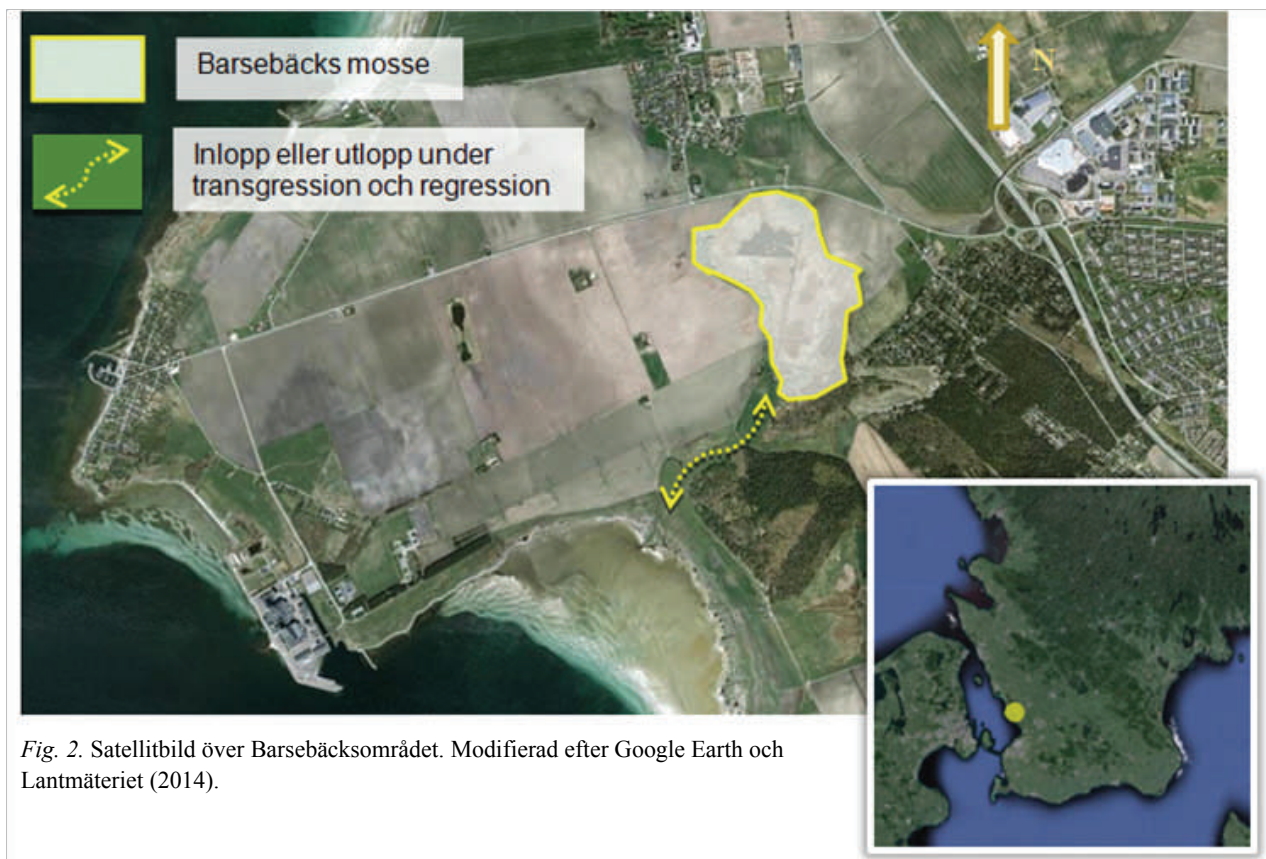 Barsebäcks mosse
Inlopp eller utlopp under
transgression och regression
N
Fig. 2. Satellitbild över Barsebäcksområdet. Modifierad efter Google Earth och
Lantmäteriet (2014).